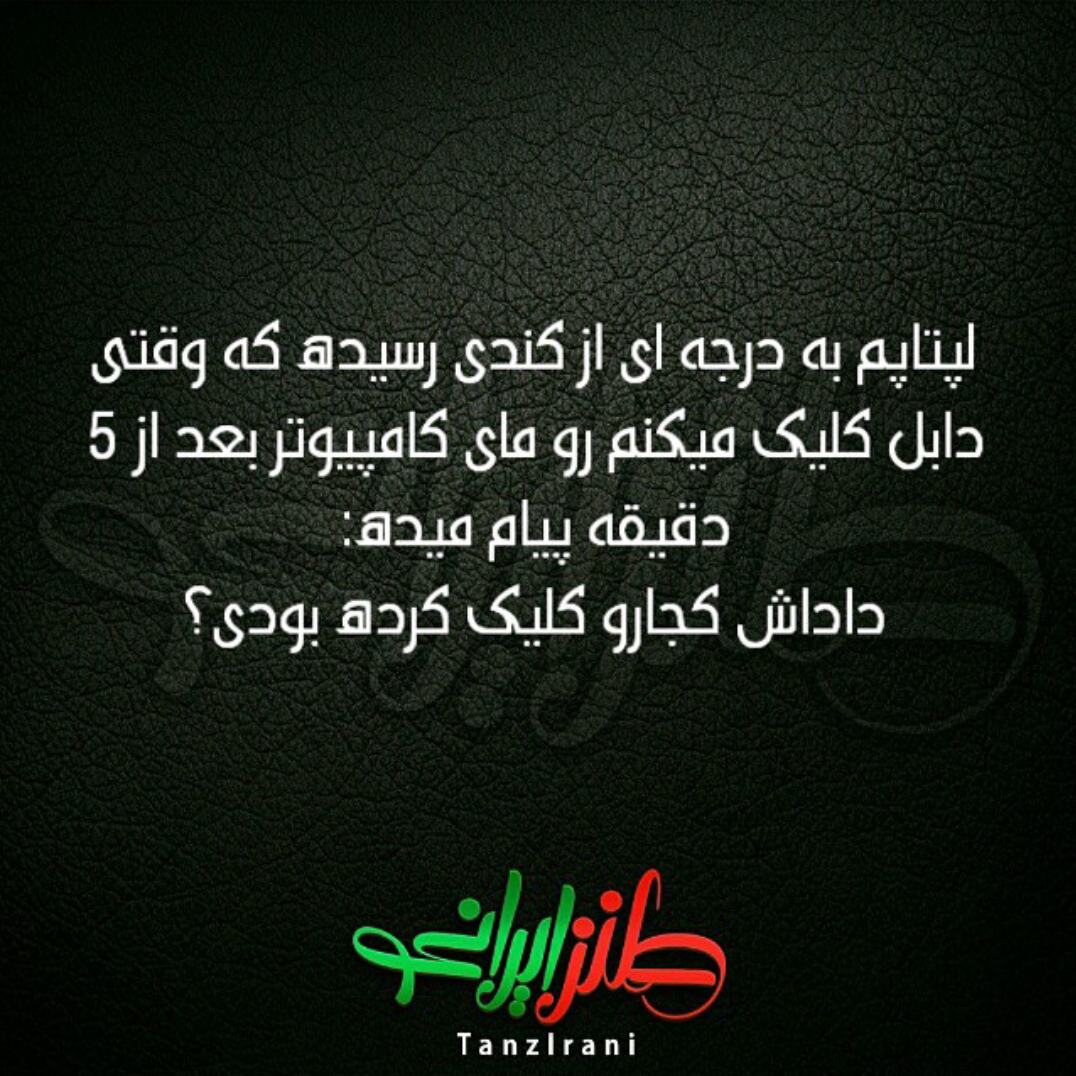 لپتاپم به درجه ای از کندی رسیده که وقتی
دابل کلیک میکنم رو مای کامپیوتر بعد از 5
دقیقه پیام میده:
داداش کجارو کلیک کرده بودی؟
طنز ایرانی
TanzIrani